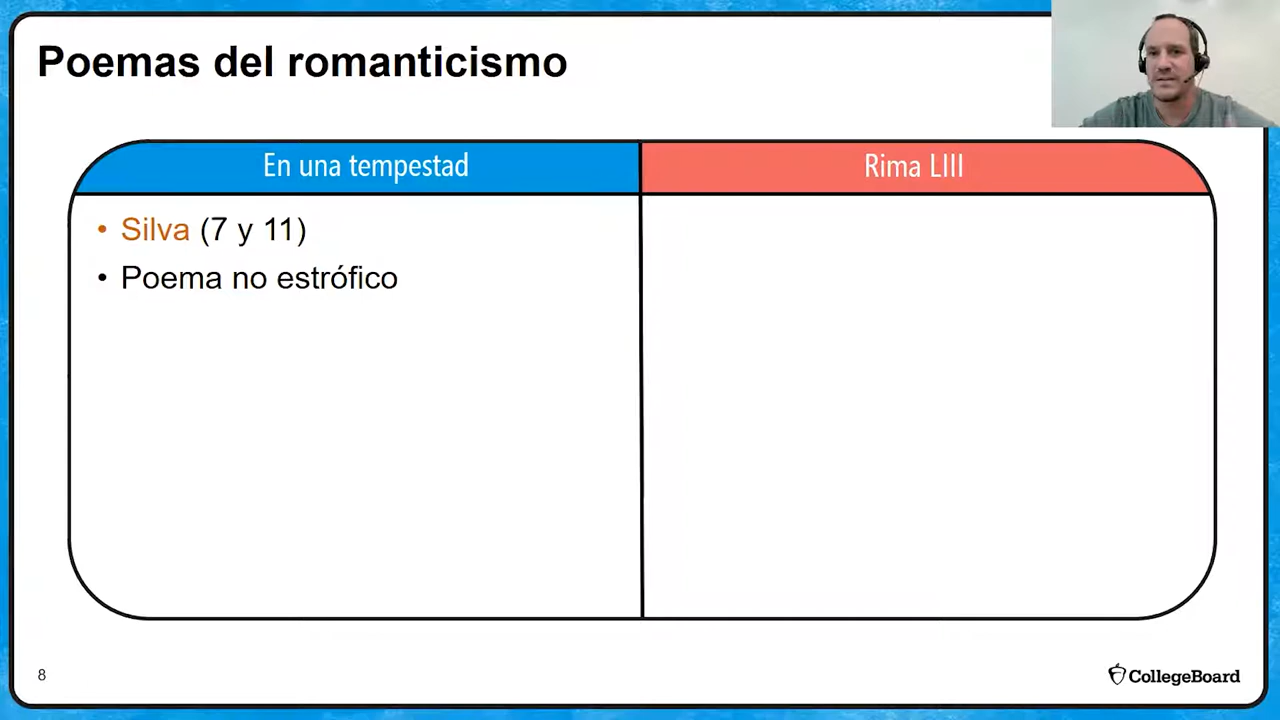 Poemas del romanticismo
En una tempestad
Rima LIII
• Silva (7 y 11)
• Poema no estrófico
8
CollegeBoard